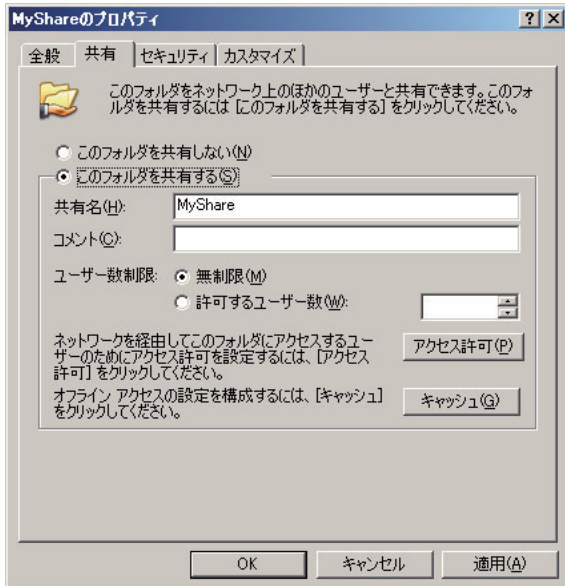 MyShareのプロパティ
全般 共有 セキュリティ カスタマイズ
このフォルダをネットワーク上のほかのユーザーと共有できます。このフォ
ルダを共有するには [このフォルダを共有する] をクリックしてください。
このフォルダを共有しない(N)
このフォルダを共有する(S)
共有名(H): MyShare
コメント(C):
ユーザー数制限: 無制限(M)
許可するユーザー数(W):
ネットワークを経由してこのフォルダにアクセスするユー
ザーのためにアクセス許可を設定するには、[アクセス
許可] をクリックしてください。
アクセス許可(P)
オフライン アクセスの設定を構成するには、[キャッシュ]
をクリックしてください。
キャッシュ(G)
OK キャンセル 適用(A)